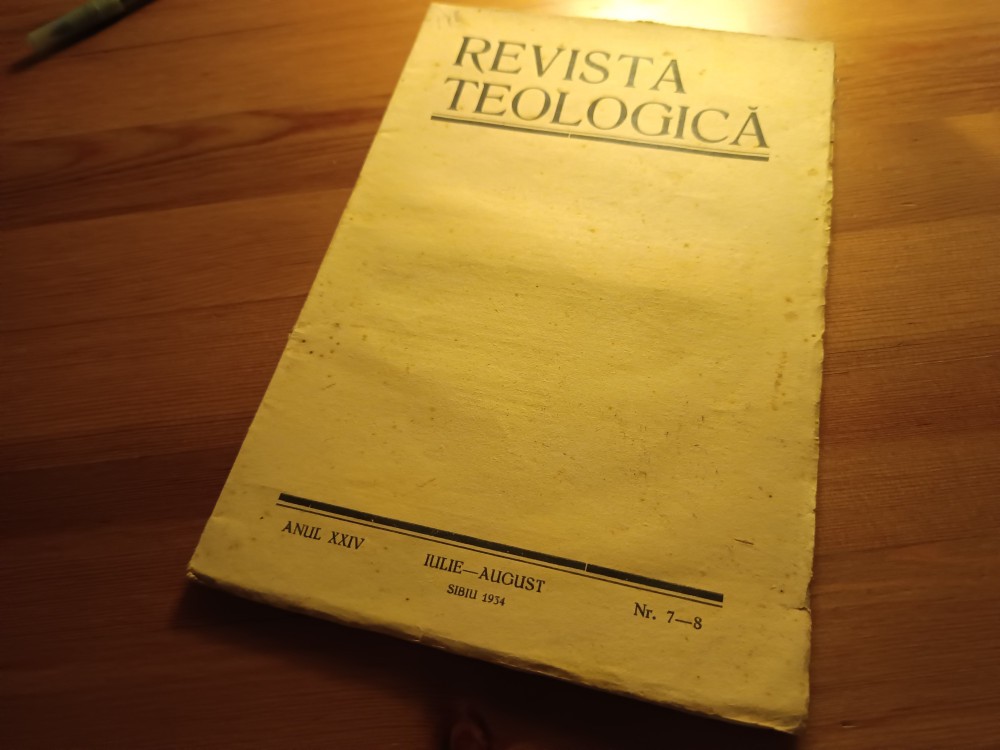 REVISTA
TEOLOGICĂ
ANUL XXIV
IULIE—AUGUST
SIBIU 1934
Nr. 7—8